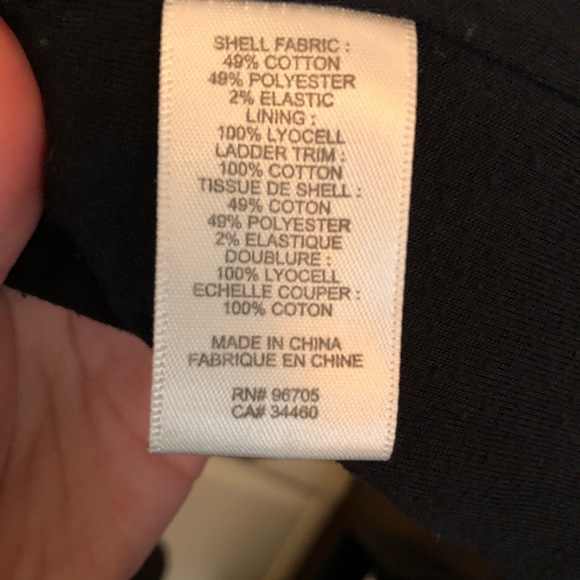 SHELL FABRIC :
49% COTTON
49% POLYESTER
2% ELASTIC
LINING :
100% LYOCELL
LADDER TRIM :
100% COTTON
TISSUE DE SHELL :
49% COTON
49% POLYESTER
2% ELASTIQUE
DOUBLURE :
100% LYOCELL
ECHELLE COUPER :
100% COTON
MADE IN CHINA
FABRIQUE EN CHINE
RN# 96705
CA# 34460